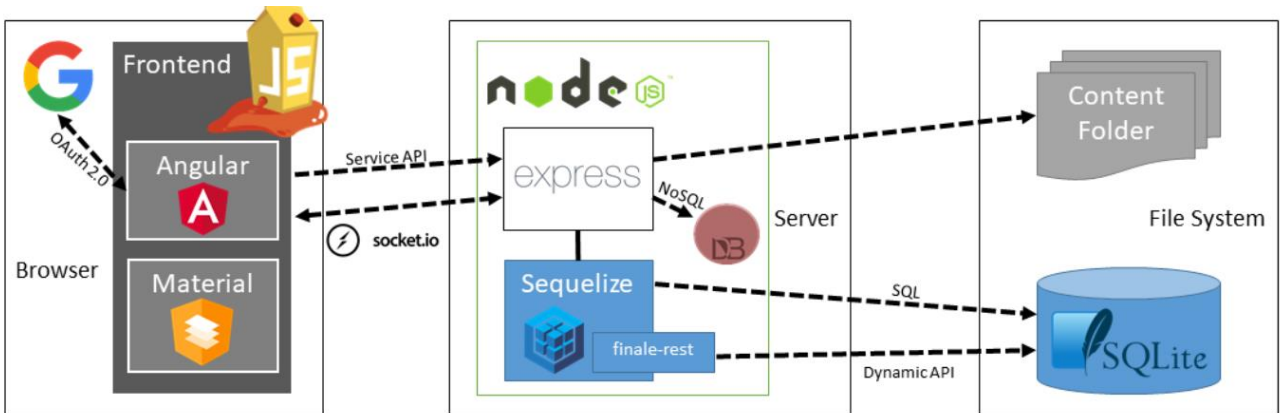 Frontend
JS
OAuth 2.0
Angular
A
Material
Browser
Service API
socket.io
node
JS
™
express
NoSQL
DB
Server
Sequelize
finale-rest
SQL
Dynamic API
Content
Folder
File System
SQLite